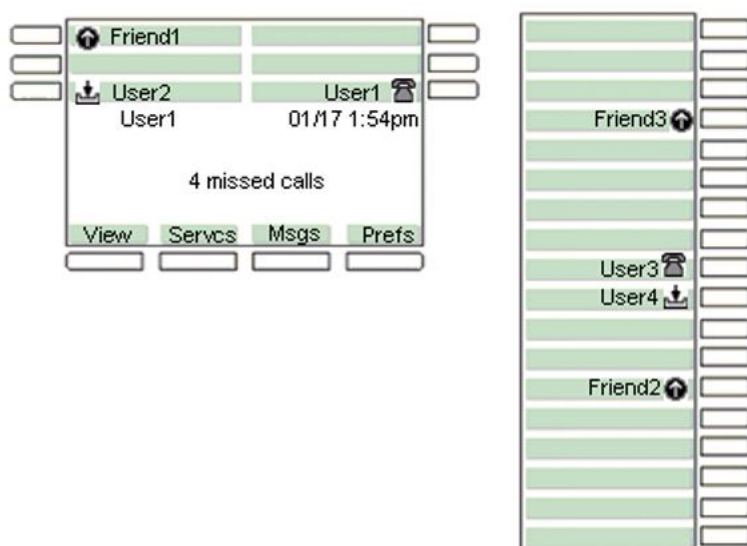 Friend1
User2 User1
User1 01/17 1:54pm
4 missed calls
View Servcs Msgs Prefs
Friend3
User3
User4
Friend2